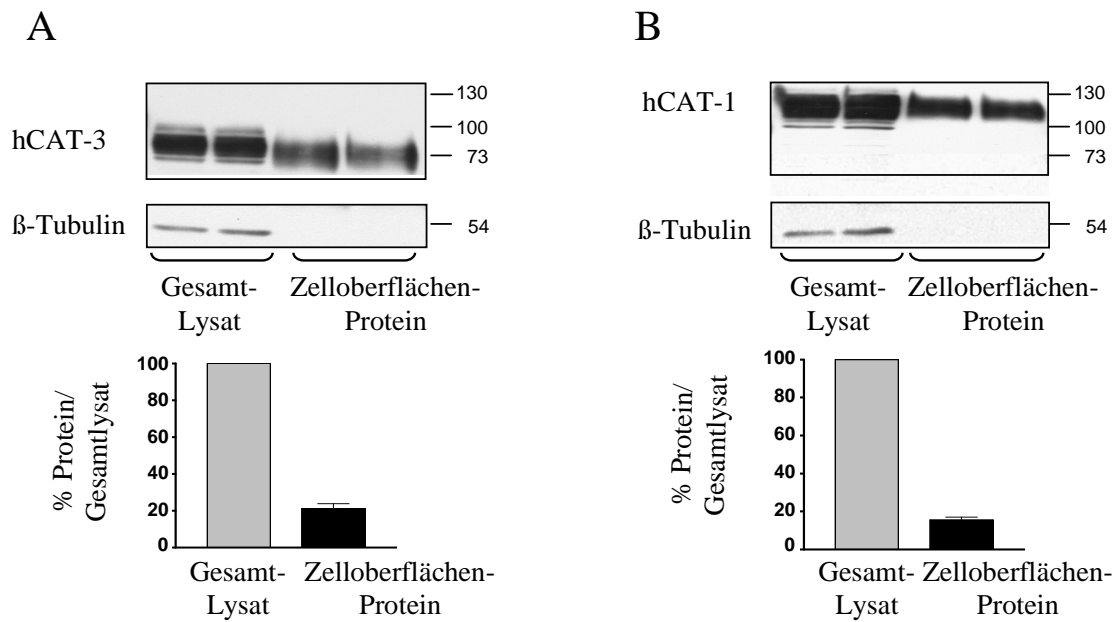 A
hCAT-3
130
100
73
ß-Tubulin
54
Gesamt-
Lysat
Zelloberflächen-
Protein
% Protein/
Gesamtlysat
100
80
60
40
20
0
Gesamt-
Lysat
Zelloberflächen-
Protein
B
hCAT-1
130
100
73
ß-Tubulin
54
Gesamt-
Lysat
Zelloberflächen-
Protein
% Protein/
Gesamtlysat
100
80
60
40
20
0
Gesamt-
Lysat
Zelloberflächen-
Protein